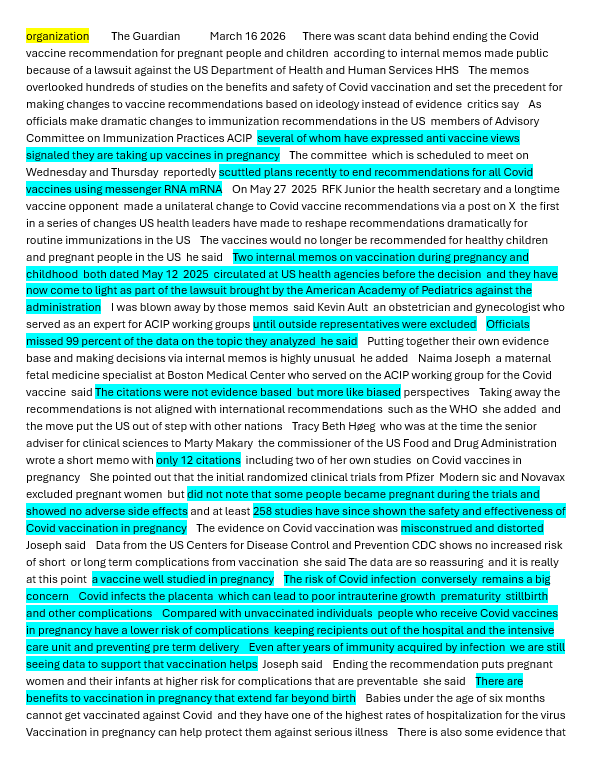 organization The Guardian March 16 2026 There was scant data behind ending the Covid
vaccine recommendation for pregnant people and children according to internal memos made public
because of a lawsuit against the US Department of Health and Human Services HHS The memos
overlooked hundreds of studies on the benefits and safety of Covid vaccination and set the precedent for
making changes to vaccine recommendations based on ideology instead of evidence critics say As
officials make dramatic changes to immunization recommendations in the US members of Advisory
Committee on Immunization Practices ACIP several of whom have expressed anti vaccine views
signaled they are taking up vaccines in pregnancy The committee which is scheduled to meet on
Wednesday and Thursday reportedly scuttled plans recently to end recommendations for all Covid
vaccines using messenger RNA mRNA On May 27 2025 RFK Junior the health secretary and a longtime
vaccine opponent made a unilateral change to Covid vaccine recommendations via a post on X the first
in a series of changes US health leaders have made to reshape recommendations dramatically for
routine immunizations in the US The vaccines would no longer be recommended for healthy children
and pregnant people in the US he said Two internal memos on vaccination during pregnancy and
childhood both dated May 12 2025 circulated at US health agencies before the decision and they have
now come to light as part of the lawsuit brought by the American Academy of Pediatrics against the
administration I was blown away by those memos said Kevin Ault an obstetrician and gynecologist who
served as an expert for ACIP working groups until outside representatives were excluded Officials
missed 99 percent of the data on the topic they analyzed he said Putting together their own evidence
base and making decisions via internal memos is highly unusual he added Naima Joseph a maternal
fetal medicine specialist at Boston Medical Center who served on the ACIP working group for the Covid
vaccine said The citations were not evidence based but more like biased perspectives Taking away the
recommendations is not aligned with international recommendations such as the WHO she added and
the move put the US out of step with other nations Tracy Beth Høeg who was at the time the senior
adviser for clinical sciences to Marty Makary the commissioner of the US Food and Drug Administration
wrote a short memo with only 12 citations including two of her own studies on Covid vaccines in
pregnancy She pointed out that the initial randomized clinical trials from Pfizer Modern sic and Novavax
excluded pregnant women but did not note that some people became pregnant during the trials and
showed no adverse side effects and at least 258 studies have since shown the safety and effectiveness of
Covid vaccination in pregnancy The evidence on Covid vaccination was misconstrued and distorted
Joseph said Data from the US Centers for Disease Control and Prevention CDC shows no increased risk
of short or long term complications from vaccination she said The data are so reassuring and it is really
at this point a vaccine well studied in pregnancy The risk of Covid infection conversely remains a big
concern Covid infects the placenta which can lead to poor intrauterine growth prematurity stillbirth
and other complications Compared with unvaccinated individuals people who receive Covid vaccines
in pregnancy have a lower risk of complications keeping recipients out of the hospital and the intensive
care unit and preventing pre term delivery Even after years of immunity acquired by infection we are still
seeing data to support that vaccination helps Joseph said Ending the recommendation puts pregnant
women and their infants at higher risk for complications that are preventable she said There are
benefits to vaccination in pregnancy that extend far beyond birth Babies under the age of six months
cannot get vaccinated against Covid and they have one of the highest rates of hospitalization for the virus
Vaccination in pregnancy can help protect them against serious illness There is also some evidence that